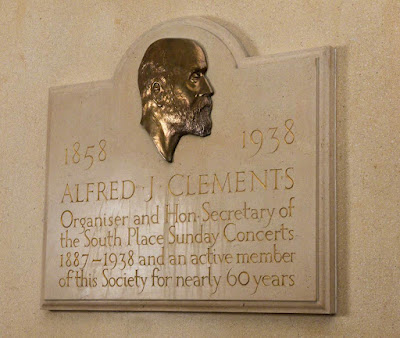 1858 1938
ALFRED·J·CLEMENTS
Organiser and Hon·Secretary of
the South Place Sunday Concerts
1887–1938 and an active member
of this Society for nearly 60 years